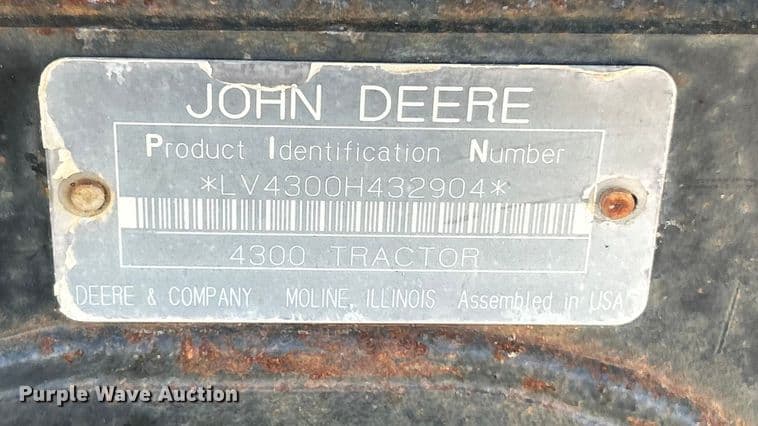 JOHN DEERE
Product Identification Number
*LV4300H432904*
4300 TRACTOR
DEERE & COMPANY MOLINE, ILLINOIS Assembled in USA
Purple Wave Auction